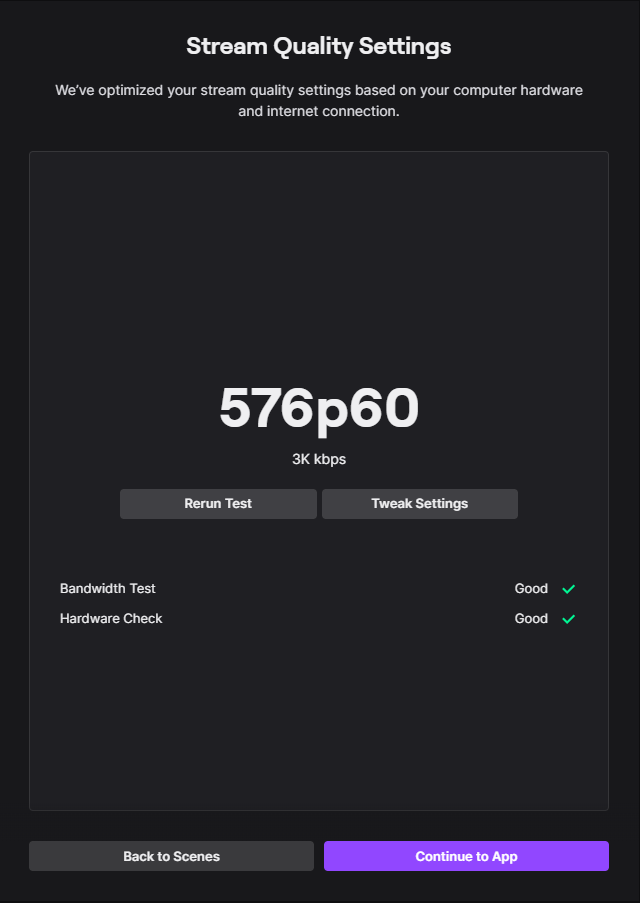 Stream Quality Settings
We’ve optimized your stream quality settings based on your computer hardware
and internet connection.
576p60
3K kbps
Rerun Test
Tweak Settings
Bandwidth Test Good
Hardware Check Good
Back to Scenes
Continue to App